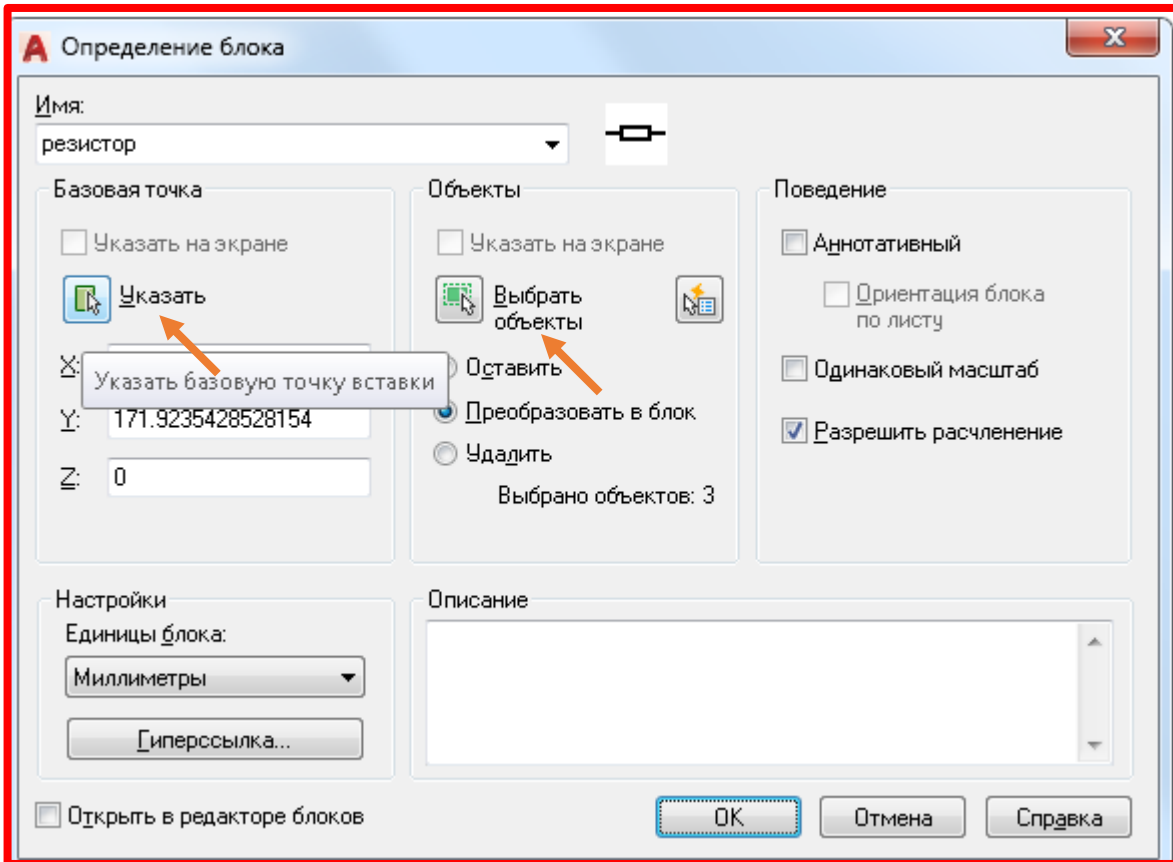 Определение блока
Имя:
резистор
Базовая точка
Указать на экране
Указать
X:
Указать базовую точку вставки
Y: 171.9235428528154
Z: 0
Объекты
Указать на экране
Выбрать
объекты
Оставить
Преобразовать в блок
Удалить
Выбрано объектов: 3
Поведение
Аннотативный
Ориентация блока
по листу
Одинаковый масштаб
Разрешить расчленение
Настройки
Единицы блока:
Миллиметры
Гиперссылка...
Описание
Открыть в редакторе блоков
OK
Отмена
Справка